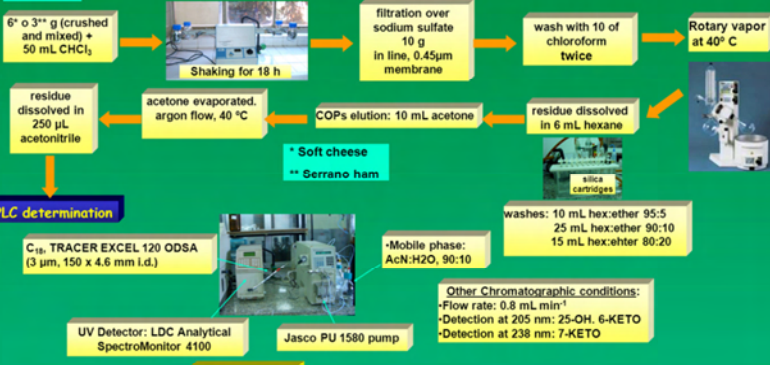 6* o 3** g (crushed
and mixed) +
50 mL CHCl3
Shaking for 18 h
filtration over
sodium sulfate
10 g
in line, 0.45µm
membrane
wash with 10 of
chloroform
twice
Rotary vapor
at 40º C
residue
dissolved in
250 µL
acetonitrile
acetone evaporated.
argon flow, 40 ºC
COPs elution: 10 mL acetone
residue dissolved
in 6 mL hexane
* Soft cheese
** Serrano ham
silica
cartridges
washes: 10 mL hex:ether 95:5
25 mL hex:ether 90:10
15 mL hex:ehter 80:20
PLC determination
C18, TRACER EXCEL 120 ODSA
(3 µm, 150 x 4.6 mm i.d.)
•Mobile phase:
AcN:H2O, 90:10
UV Detector: LDC Analytical
SpectroMonitor 4100
Jasco PU 1580 pump
Other Chromatographic conditions:
•Flow rate: 0.8 mL min-1
•Detection at 205 nm: 25-OH. 6-KETO
•Detection at 238 nm: 7-KETO